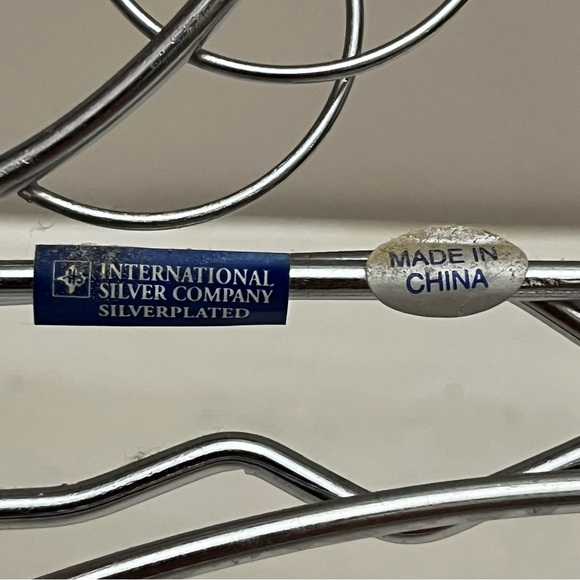 INTERNATIONAL
SILVER COMPANY
SILVERPLATED
MADE IN
CHINA